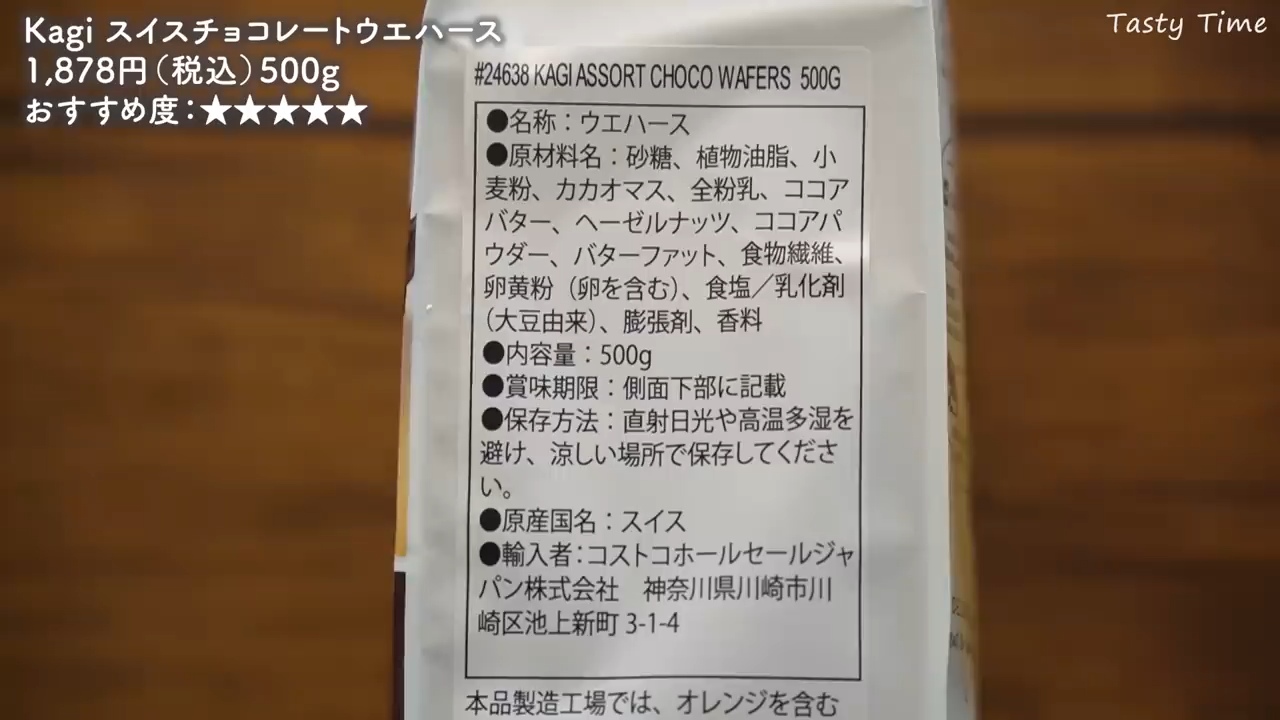 Kagi スイスチョコレートウエハース
1,878円（税込）500g
おすすめ度：★★★★★
Tasty Time
#24638 KAGI ASSORT CHOCO WAFERS 500G
●名称：ウエハース
●原材料名：砂糖、植物油脂、小
麦粉、カカオマス、全粉乳、ココア
バター、ヘーゼルナッツ、ココアパ
ウダー、バターファット、食物繊維、
卵黄粉（卵を含む）、食塩／乳化剤
（大豆由来）、膨張剤、香料
●内容量：500g
●賞味期限：側面下部に記載
●保存方法：直射日光や高温多湿を
避け、涼しい場所で保存してくださ
い。
●原産国名：スイス
●輸入者：コストコホールセールジャ
パン株式会社　神奈川県川崎市川
崎区池上新町 3-1-4
本品製造工場では、オレンジを含む